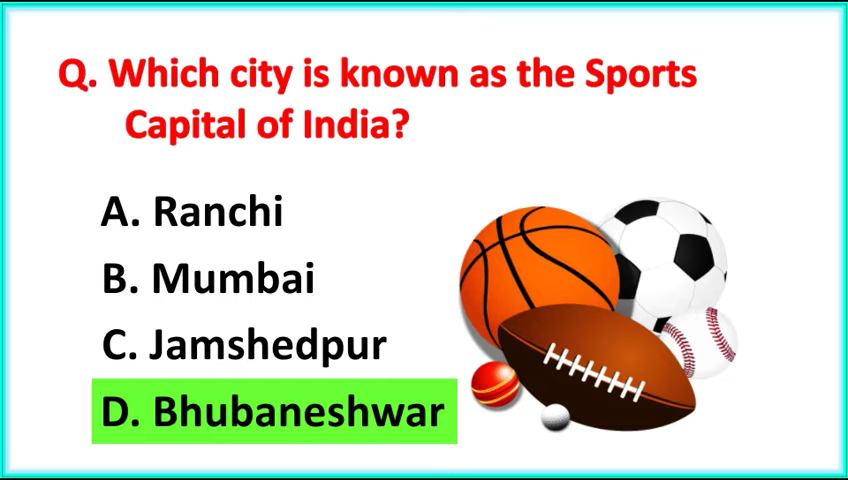 Q. Which city is known as the Sports
Capital of India?
A. Ranchi
B. Mumbai
C. Jamshedpur
D. Bhubaneshwar